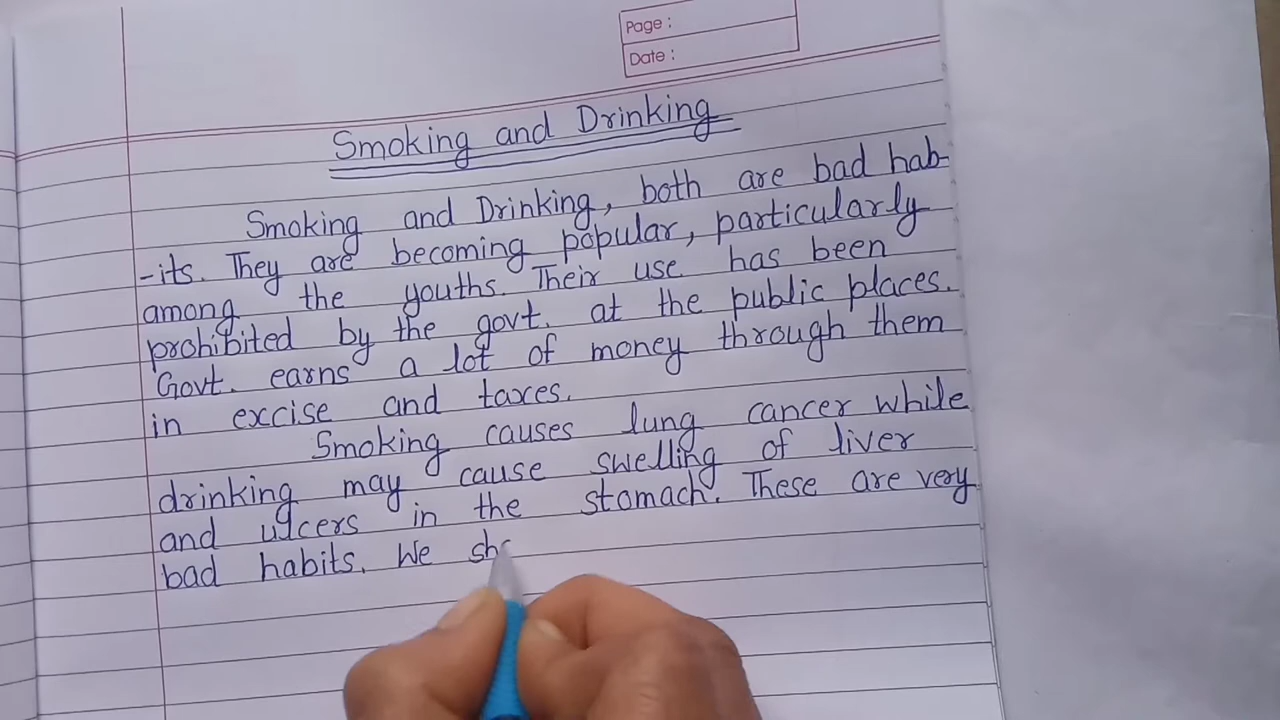 Page :
Date :
Smoking and Drinking
Smoking and Drinking, both are bad hab-
-its. They are becoming popular, particularly
among the youths. Their use has been
prohibited by the govt. at the public places.
Govt. earns a lot of money through them
in excise and taxes.
Smoking causes lung cancer while
drinking may cause swelling of liver
and ulcers in the stomach. These are very
bad habits. We sho